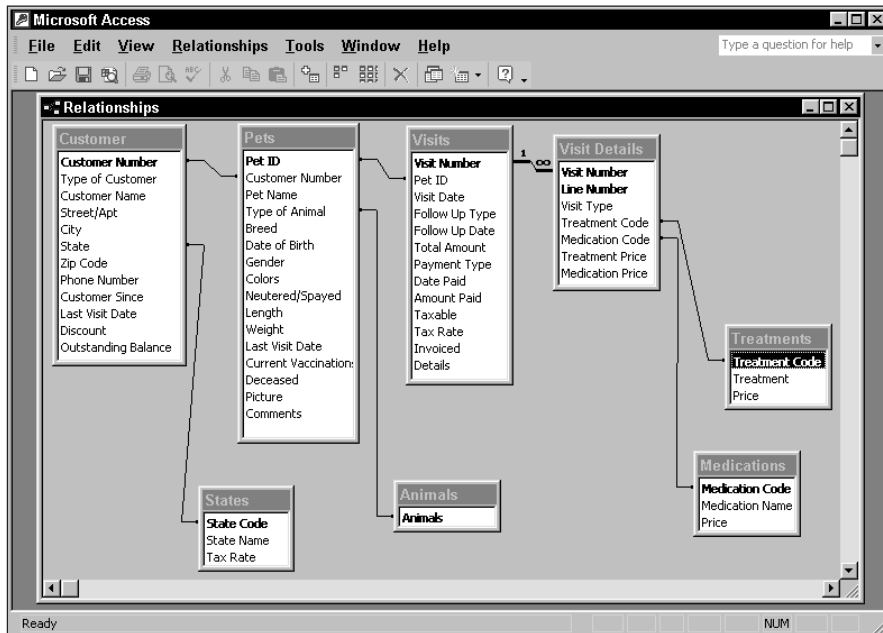 Microsoft Access
File Edit View Relationships Tools Window Help
Type a question for help
ABC
Relationships
Customer
Customer Number
Type of Customer
Customer Name
Street/Apt
City
State
Zip Code
Phone Number
Customer Since
Last Visit Date
Discount
Outstanding Balance
Pets
Pet ID
Customer Number
Pet Name
Type of Animal
Breed
Date of Birth
Gender
Colors
Neutered/Spayed
Length
Weight
Last Visit Date
Current Vaccinations
Deceased
Picture
Comments
Visits
Visit Number
Pet ID
Visit Date
Follow Up Type
Follow Up Date
Total Amount
Payment Type
Date Paid
Amount Paid
Taxable
Tax Rate
Invoiced
Details
1 ∞
Visit Details
Visit Number
Line Number
Visit Type
Treatment Code
Medication Code
Treatment Price
Medication Price
Treatments
Treatment Code
Treatment
Price
Medications
Medication Code
Medication Name
Price
States
State Code
State Name
Tax Rate
Animals
Animals
Ready
NUM